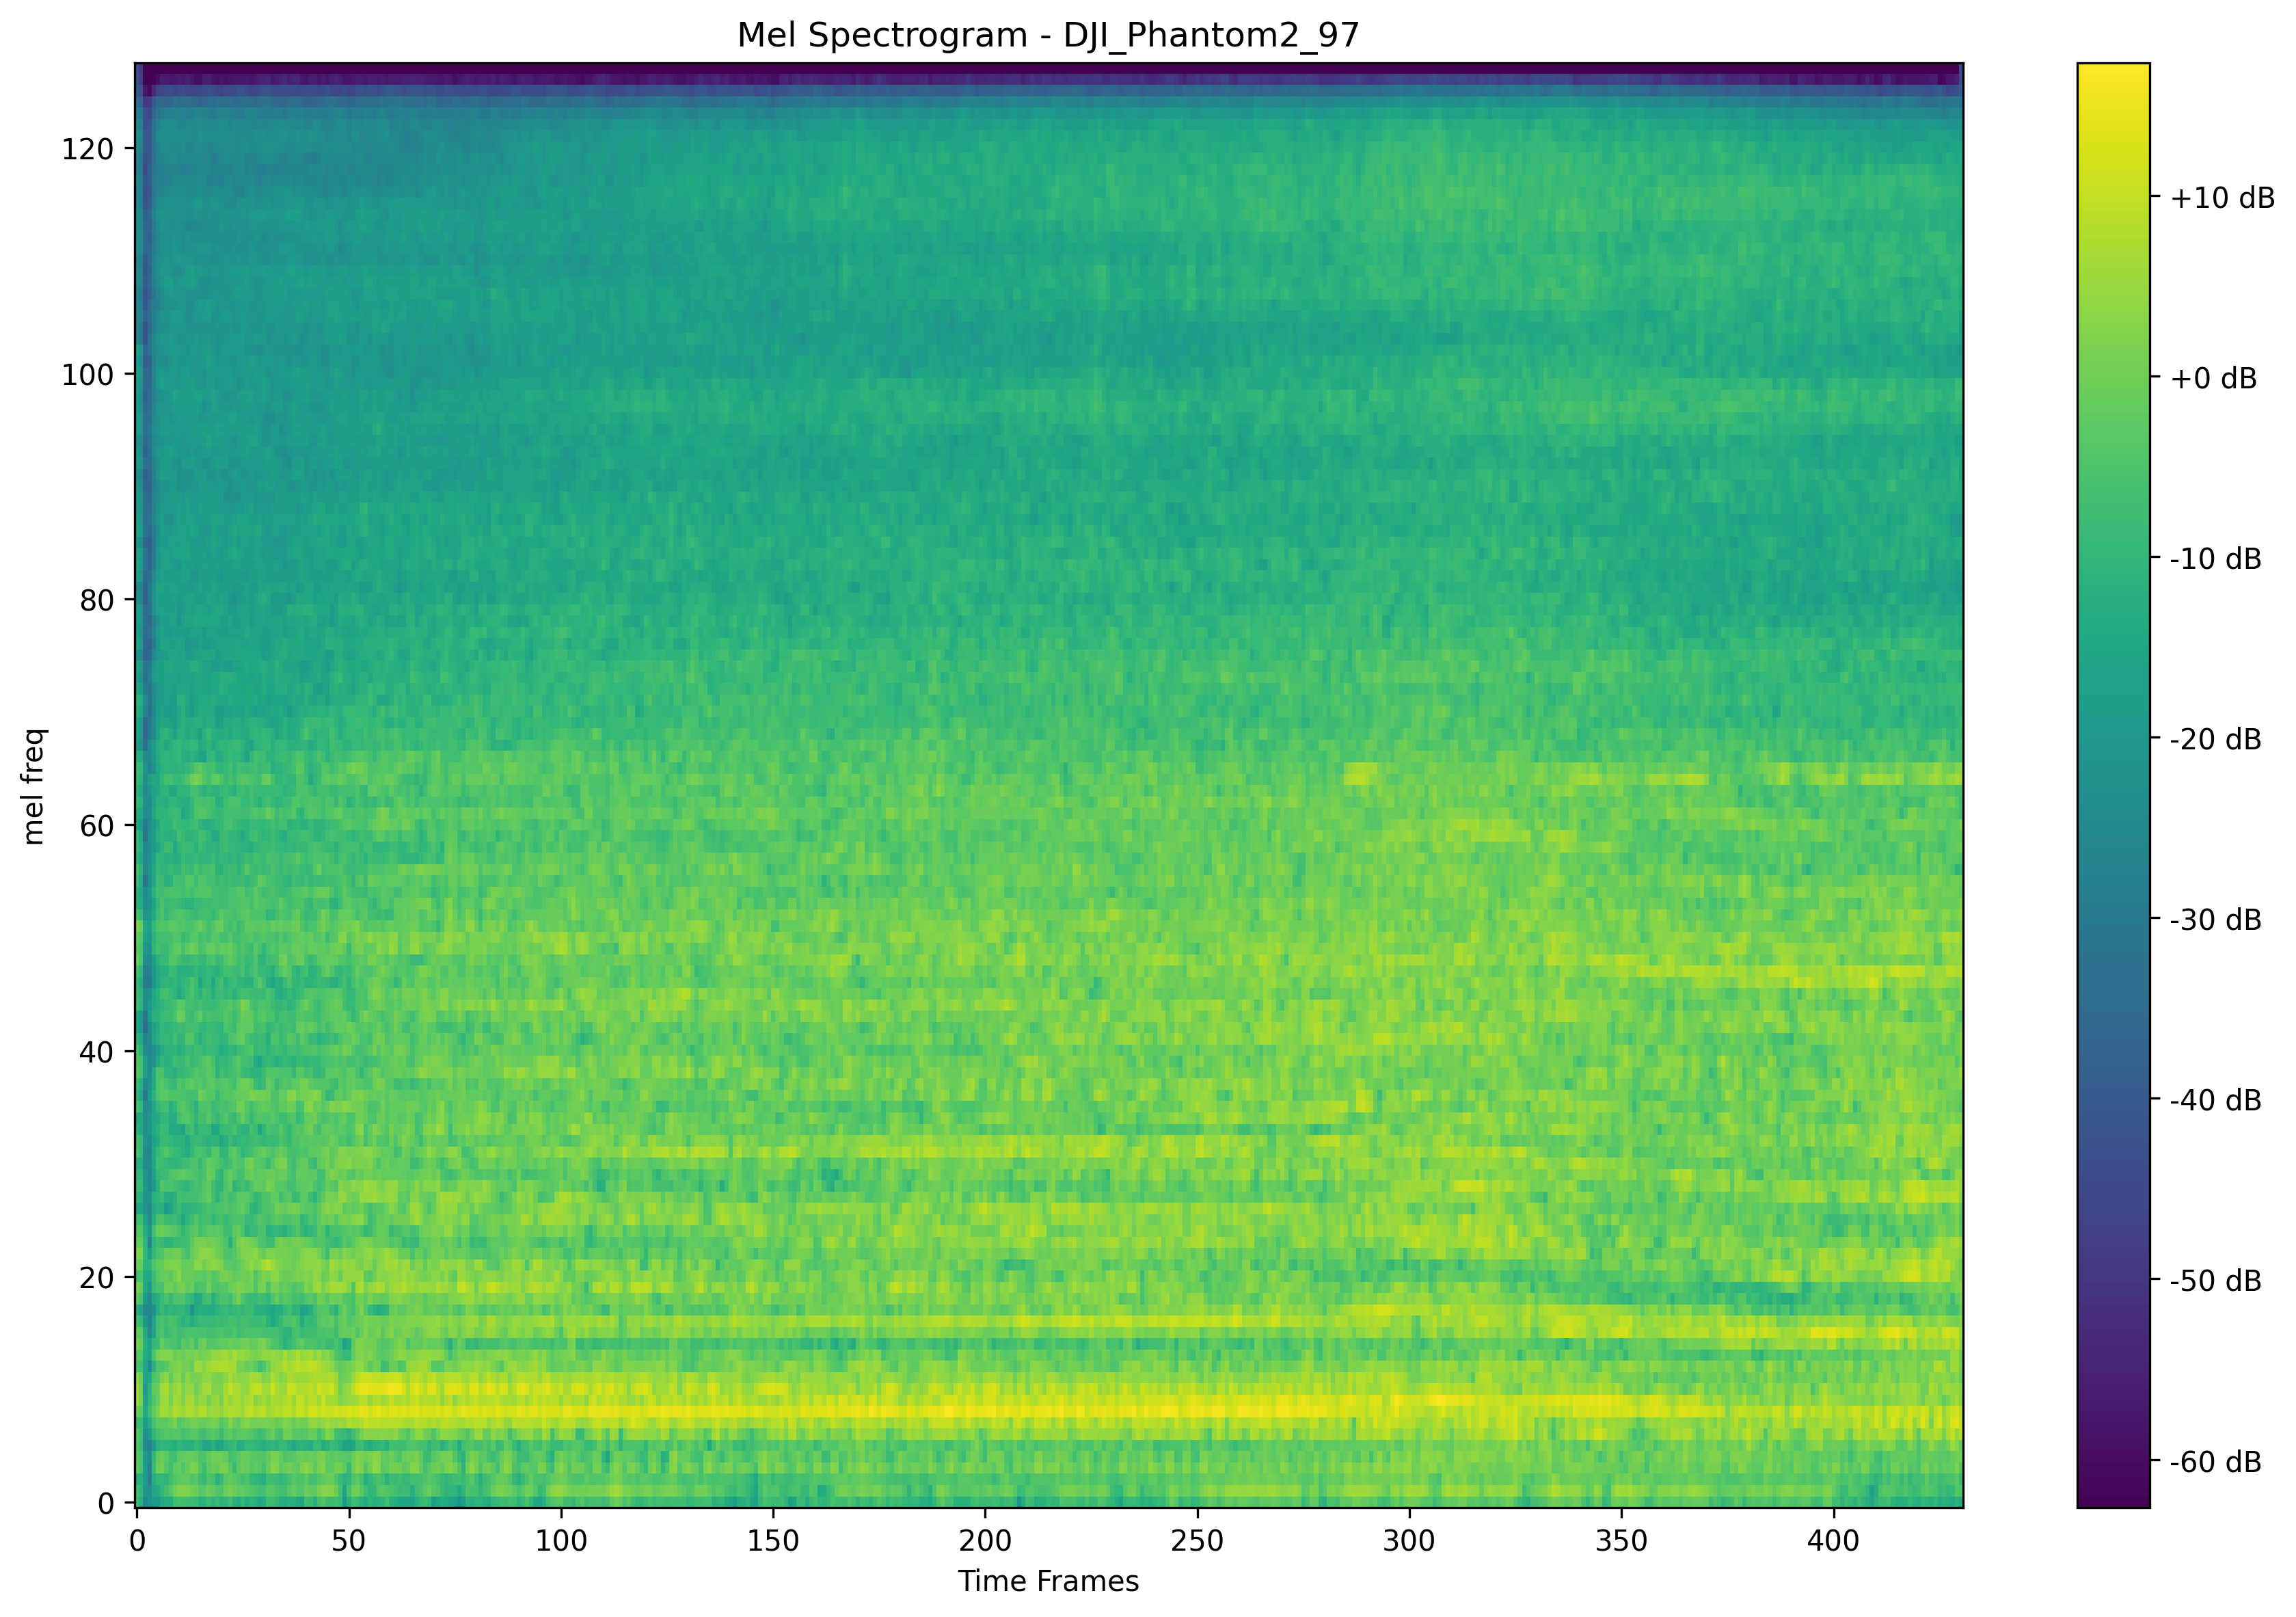 Mel Spectrogram - DJI_Phantom2_97
mel freq
120
100
80
60
40
20
0
0 50 100 150 200 250 300 350 400
Time Frames
+10 dB
+0 dB
-10 dB
-20 dB
-30 dB
-40 dB
-50 dB
-60 dB